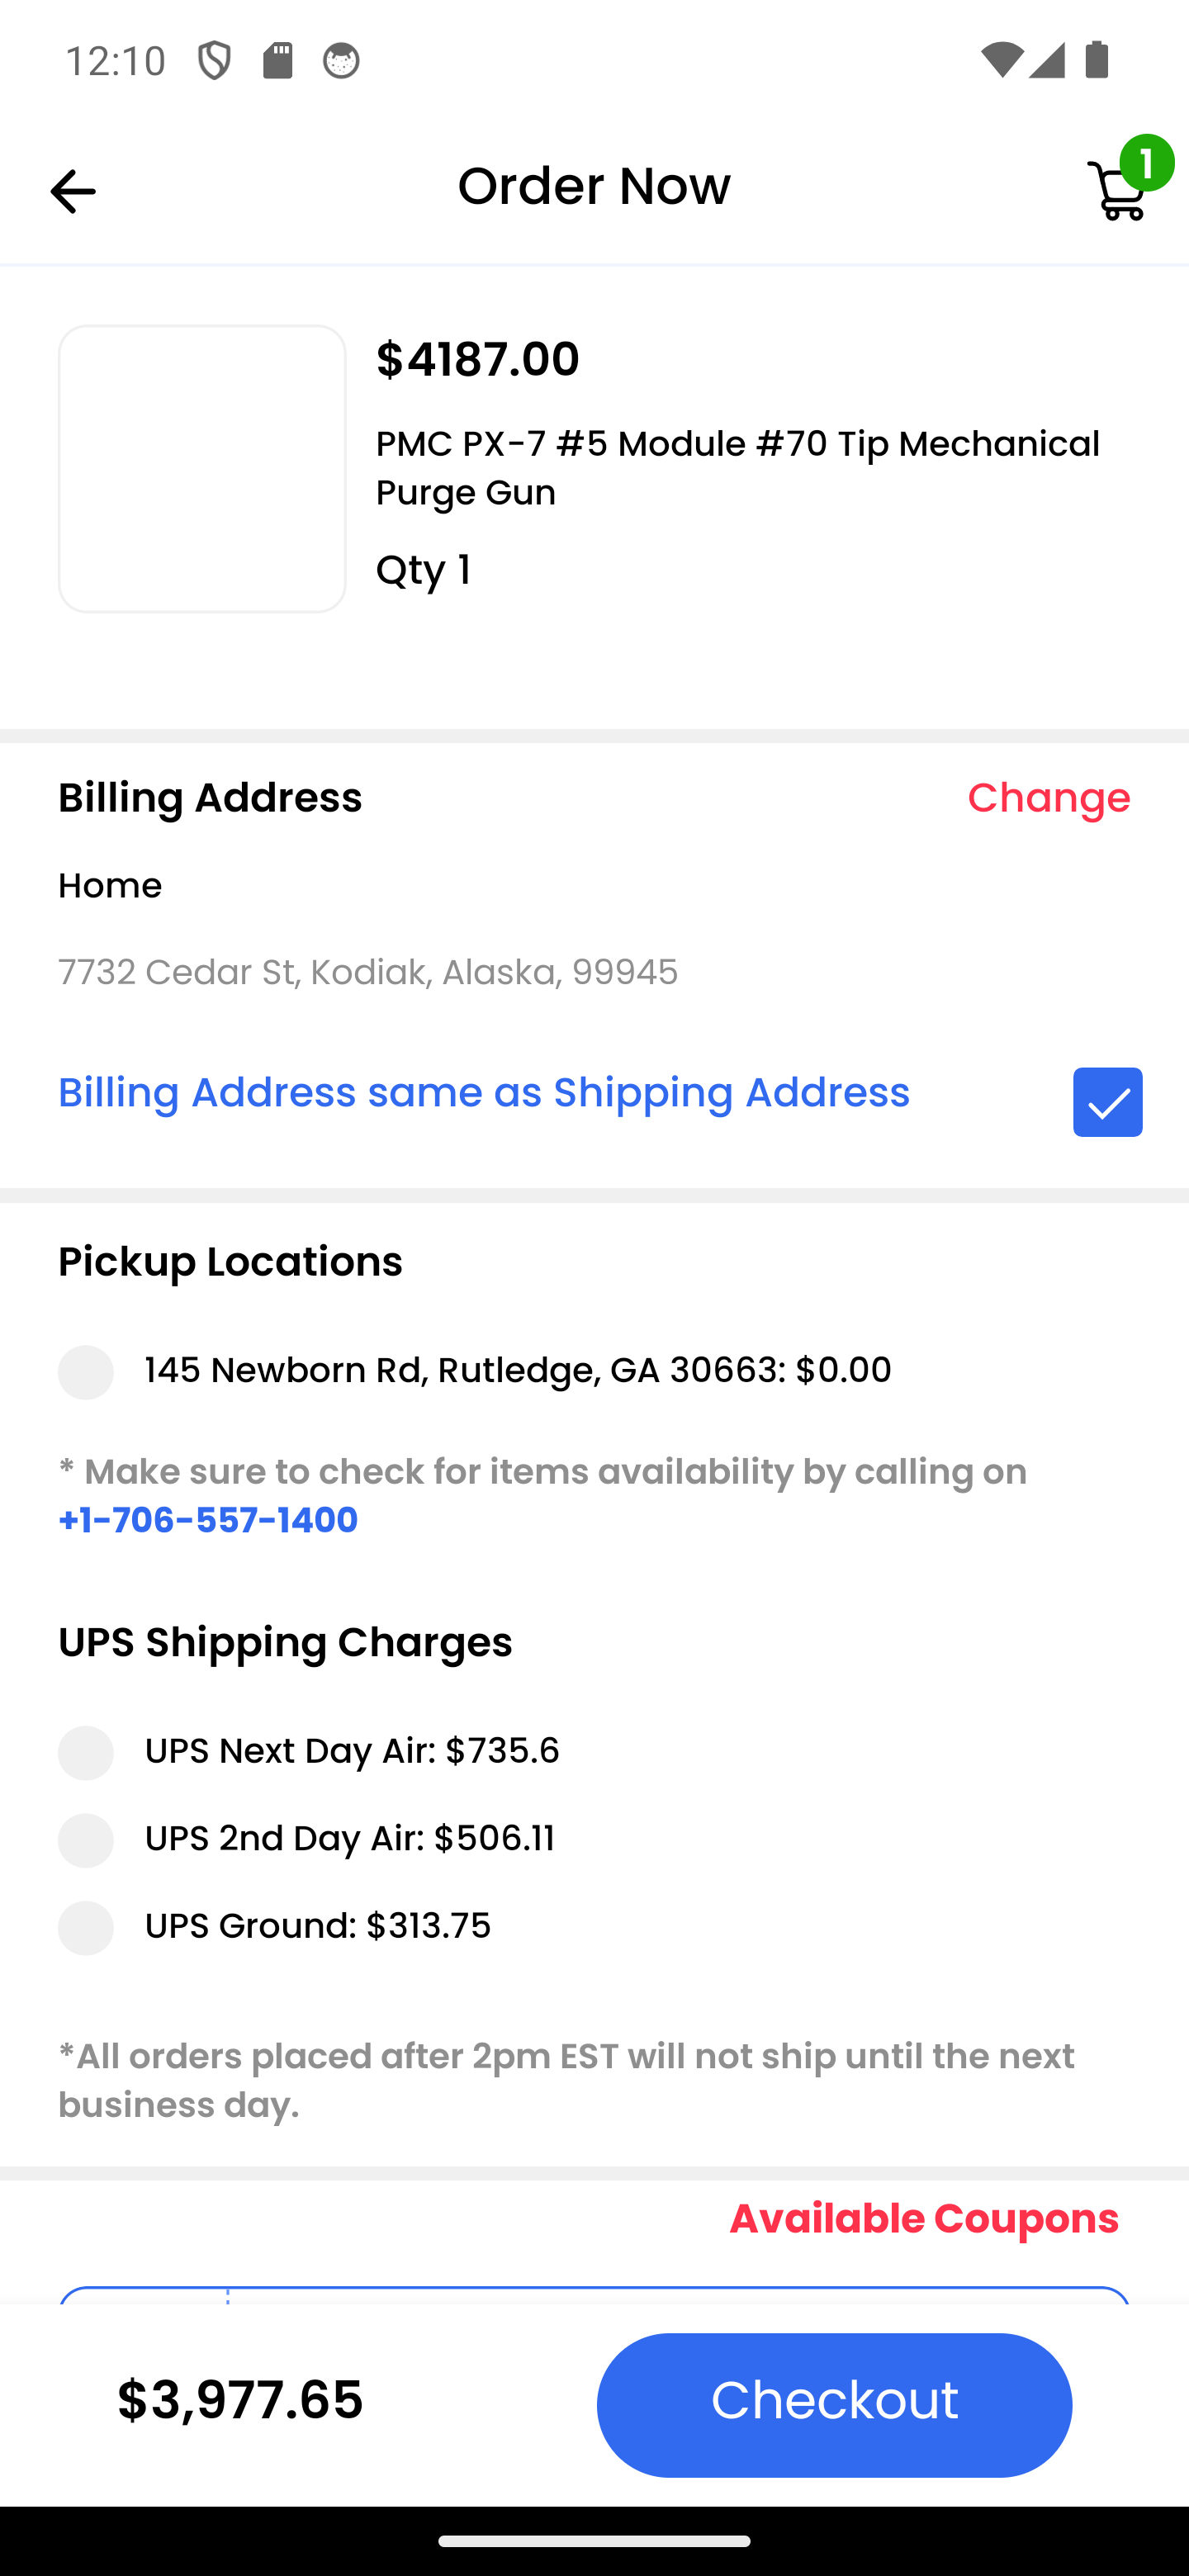 12:10
Order Now
1
$4187.00
PMC PX-7 #5 Module #70 Tip Mechanical
Purge Gun
Qty 1
Billing Address
Change
Home
7732 Cedar St, Kodiak, Alaska, 99945
Billing Address same as Shipping Address
Pickup Locations
145 Newborn Rd, Rutledge, GA 30663: $0.00
* Make sure to check for items availability by calling on
+1-706-557-1400
UPS Shipping Charges
UPS Next Day Air: $735.6
UPS 2nd Day Air: $506.11
UPS Ground: $313.75
*All orders placed after 2pm EST will not ship until the next
business day.
Available Coupons
$3,977.65
Checkout